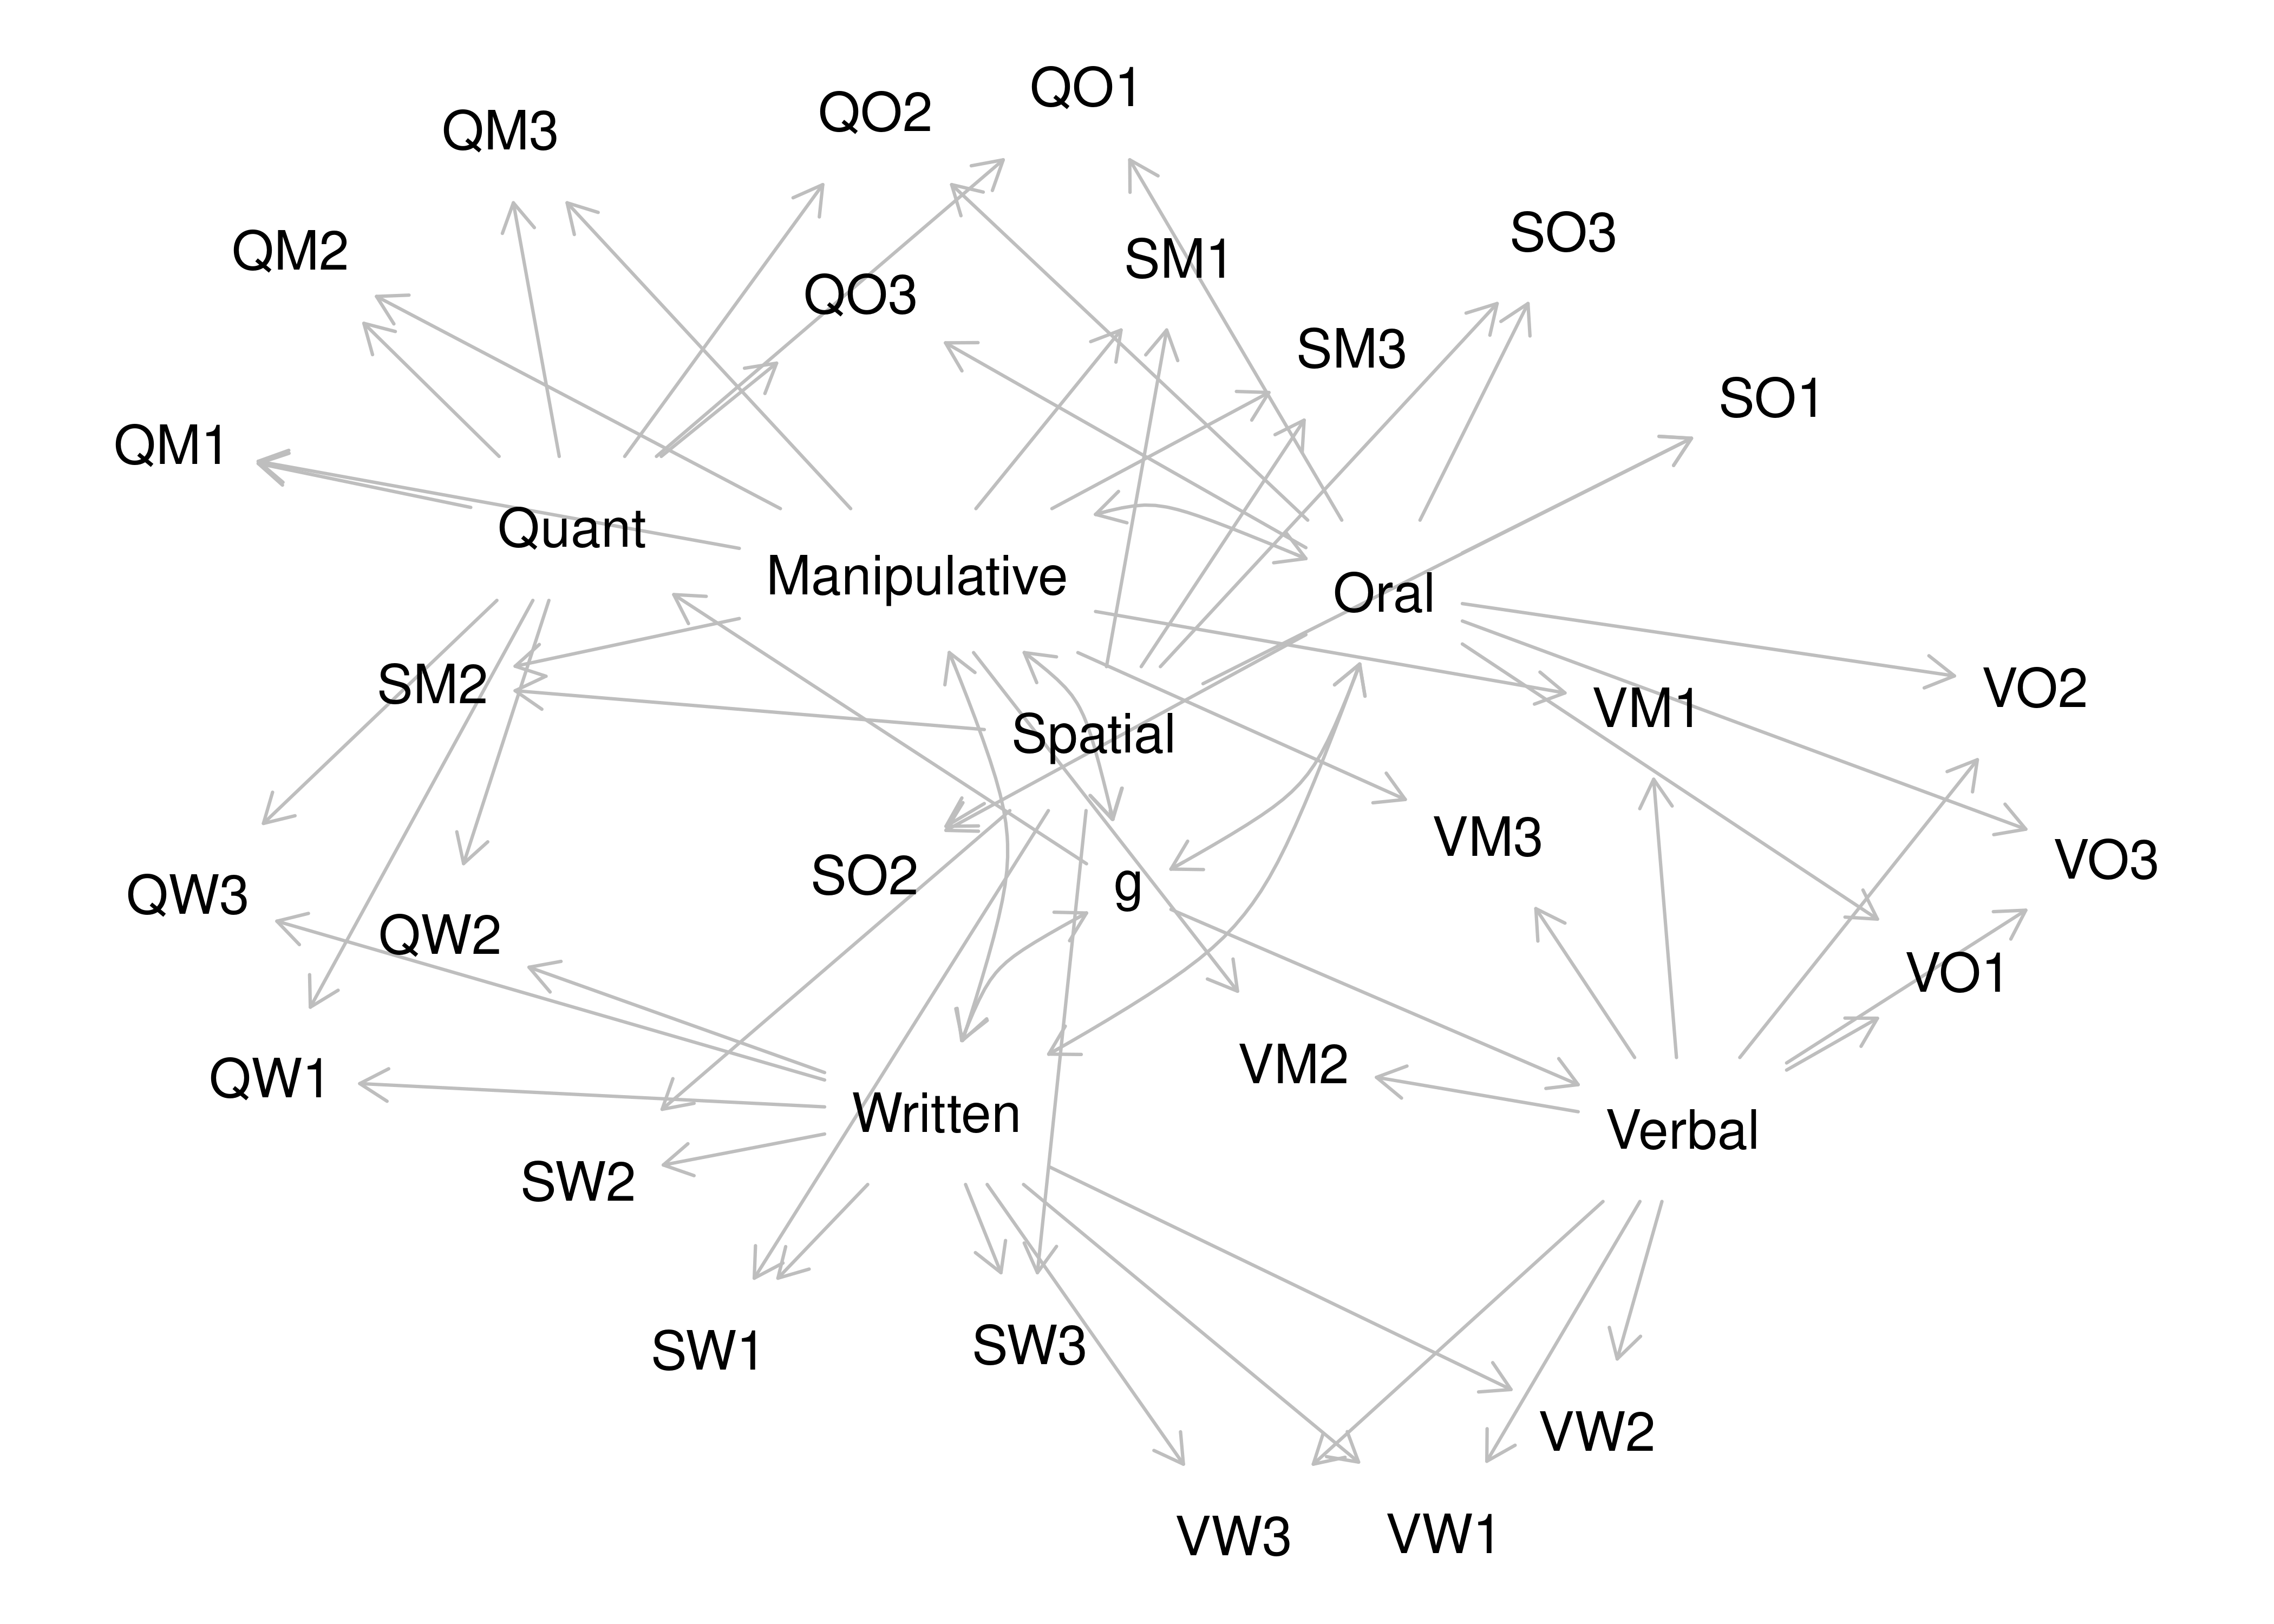 QO1
QO2
QM3
SO3
QM2
SM1
QO3
SM3
SO1
QM1
Quant
Manipulative
Oral
SM2
VO2
VM1
Spatial
VM3
VO3
SO2
g
QW3
QW2
VO1
VM2
QW1
Written
Verbal
SW2
SW3
SW1
VW2
VW3
VW1